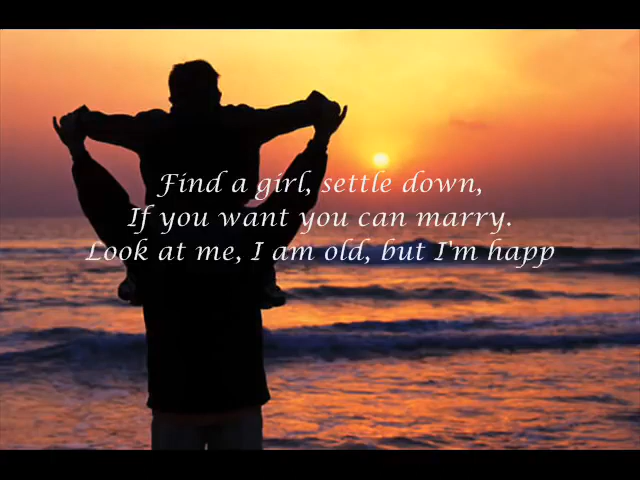 Find a girl, settle down,
If you want you can marry.
Look at me, I am old, but I'm happ